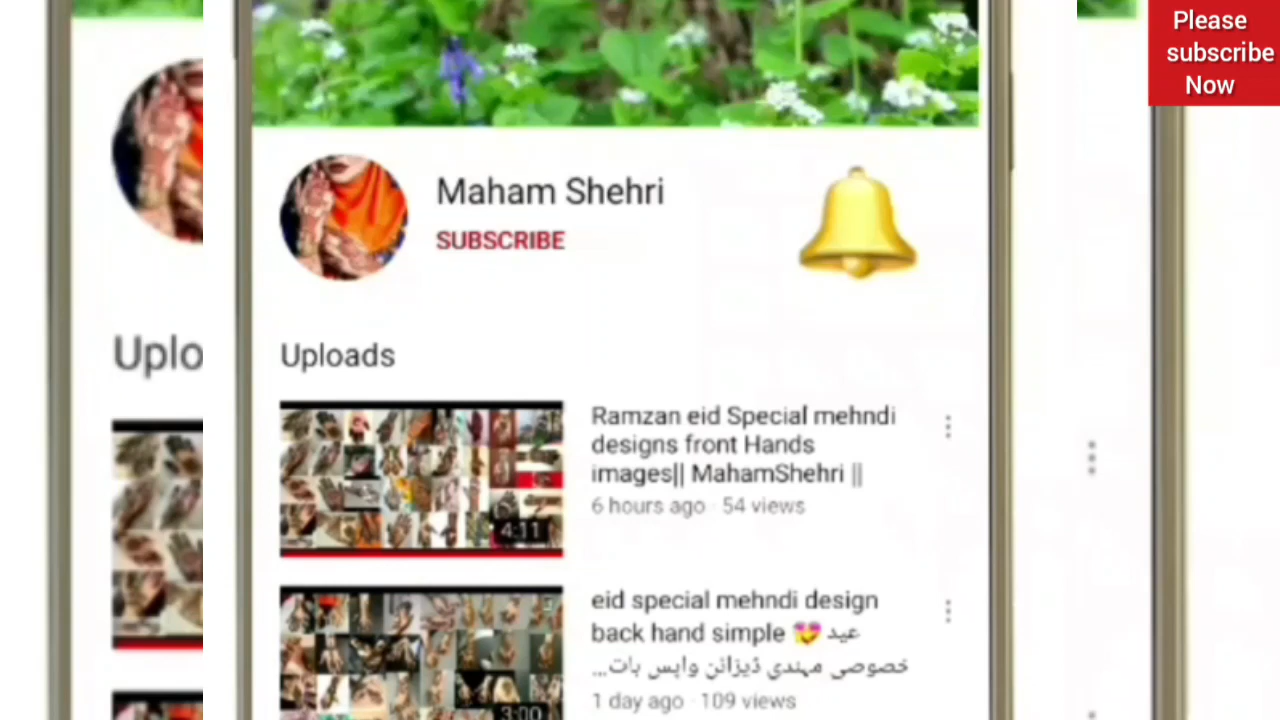 Please
subscribe
Now
Maham Shehri
SUBSCRIBE
Uplo
Uploads
Ramzan eid Special mehndi
designs front Hands
images|| MahamShehri ||
6 hours ago · 54 views
4:11
eid special mehndi design
back hand simple 😍 عید
خصوصی مہندی ڈیزائن واپس ہات...
1 day ago · 109 views
3:00